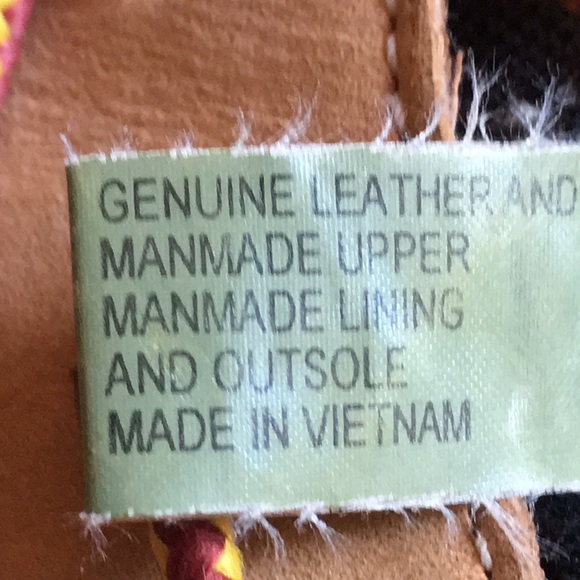 GENUINE LEATHER AND
MANMADE UPPER
MANMADE LINING
AND OUTSOLE
MADE IN VIETNAM